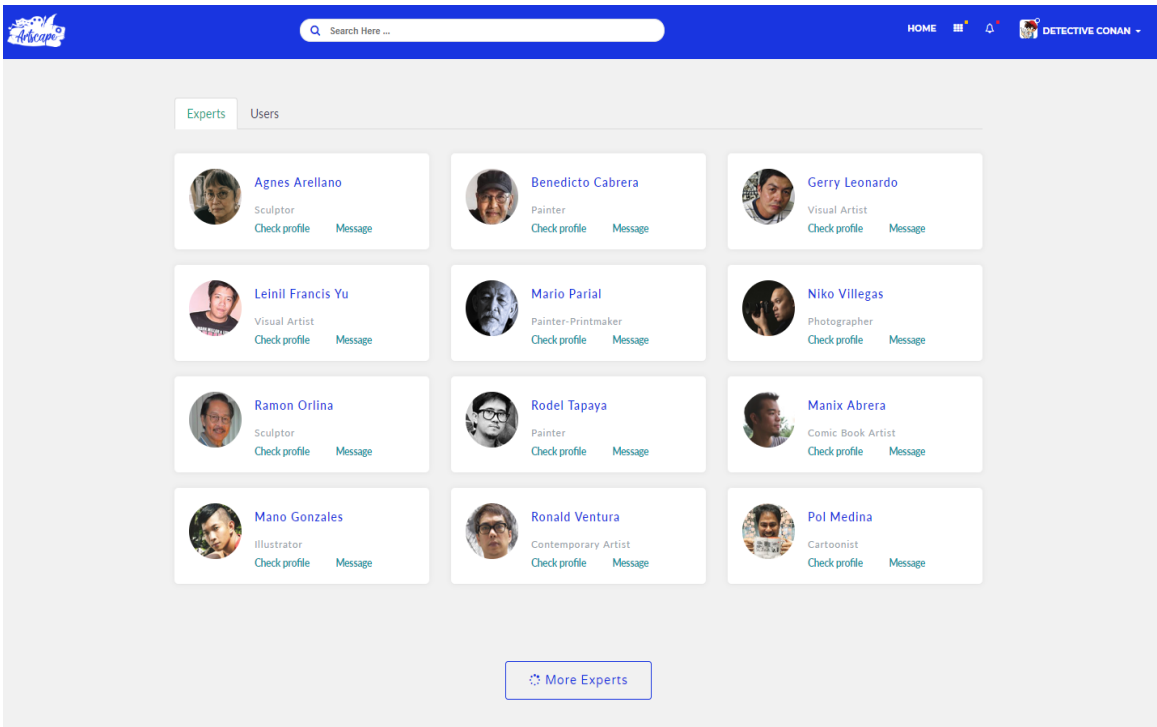 Artscape
Search Here ...
HOME
DETECTIVE CONAN
Experts Users
Agnes Arellano
Sculptor
Check profile Message
Benedicto Cabrera
Painter
Check profile Message
Gerry Leonardo
Visual Artist
Check profile Message
Leinil Francis Yu
Visual Artist
Check profile Message
Mario Parial
Painter-Printmaker
Check profile Message
Niko Villegas
Photographer
Check profile Message
Ramon Orlina
Sculptor
Check profile Message
Rodel Tapaya
Painter
Check profile Message
Manix Abrera
Comic Book Artist
Check profile Message
Mano Gonzales
Illustrator
Check profile Message
Ronald Ventura
Contemporary Artist
Check profile Message
Pol Medina
Cartoonist
Check profile Message
More Experts